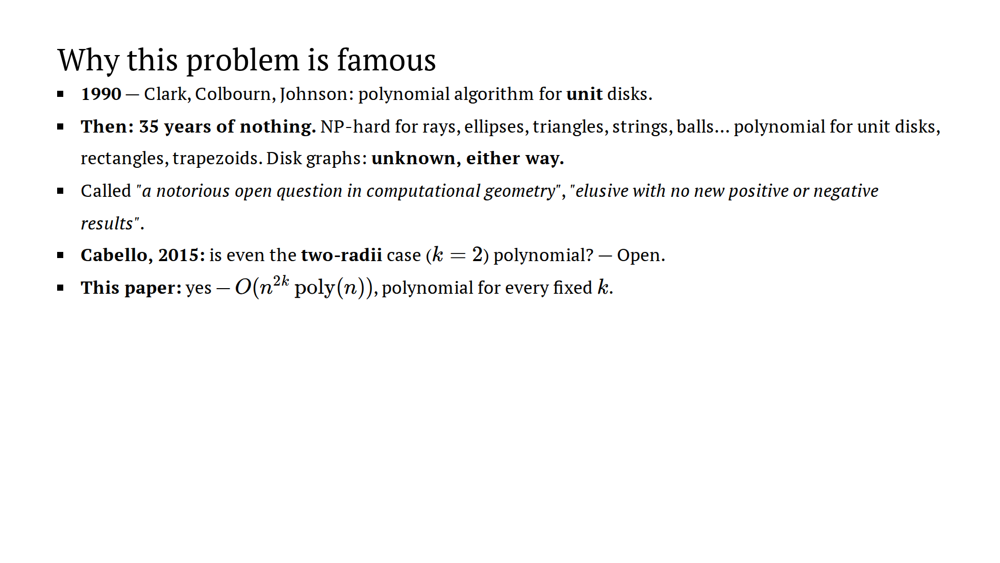 Why this problem is famous
▪ 1990 — Clark, Colbourn, Johnson: polynomial algorithm for unit disks.
▪ Then: 35 years of nothing. NP-hard for rays, ellipses, triangles, strings, balls... polynomial for unit disks,
rectangles, trapezoids. Disk graphs: unknown, either way.
▪ Called "a notorious open question in computational geometry", "elusive with no new positive or negative
results".
▪ Cabello, 2015: is even the two-radii case (k = 2) polynomial? — Open.
▪ This paper: yes — O(n^{2k} poly(n)), polynomial for every fixed k.